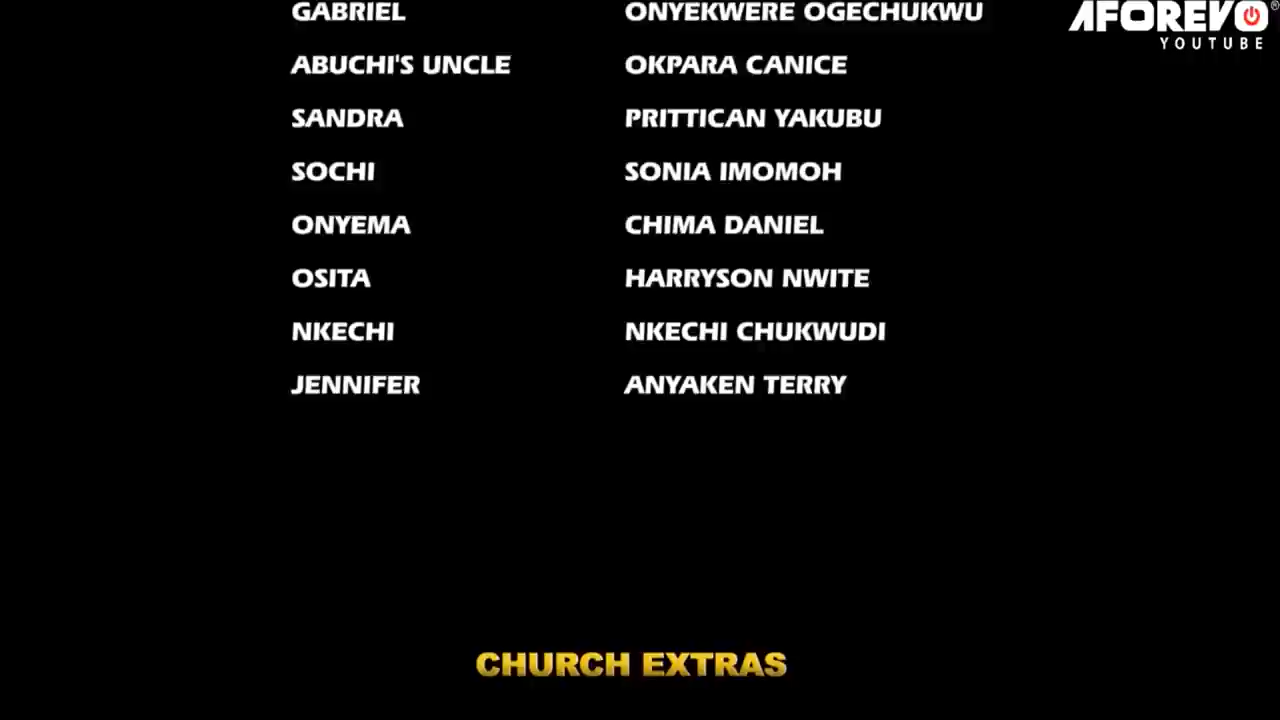 GABRIEL ONYEKWERE OGECHUKWU
ABUCHI'S UNCLE OKPARA CANICE
SANDRA PRITTICAN YAKUBU
SOCHI SONIA IMOMOH
ONYEMA CHIMA DANIEL
OSITA HARRYSON NWITE
NKECHI NKECHI CHUKWUDI
JENNIFER ANYAKEN TERRY
CHURCH EXTRAS
AFOREVO®
YOUTUBE